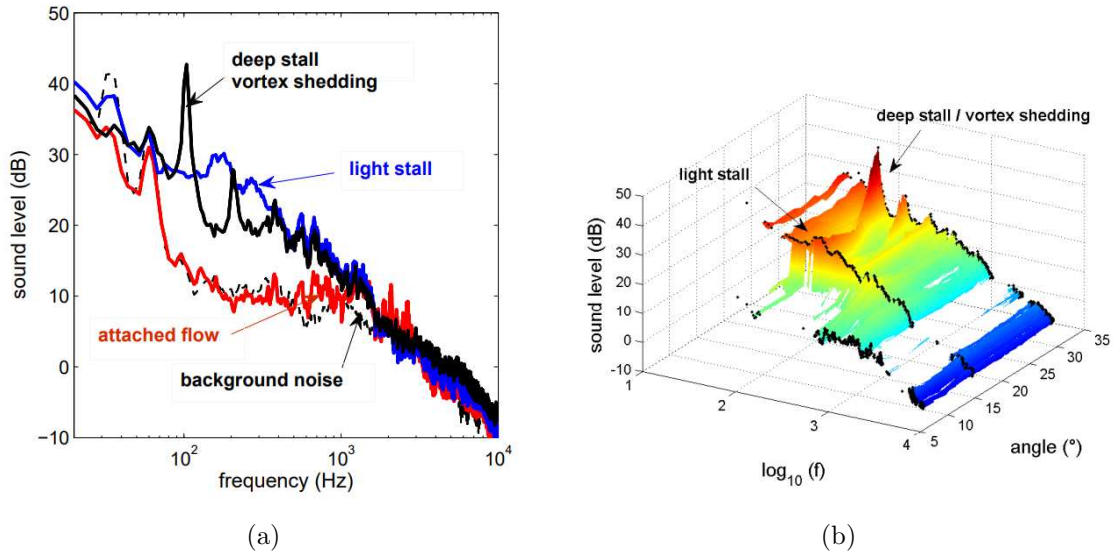 50
40
30
20
10
0
−10
sound level (dB)
10^2
10^3
10^4
frequency (Hz)
deep stall
vortex shedding
light stall
attached flow
background noise
(a)
deep stall / vortex shedding
light stall
50
40
30
20
10
0
-10
sound level (dB)
1
2
3
4
log_10 (f)
5
10
15
20
25
30
35
angle (°)
(b)